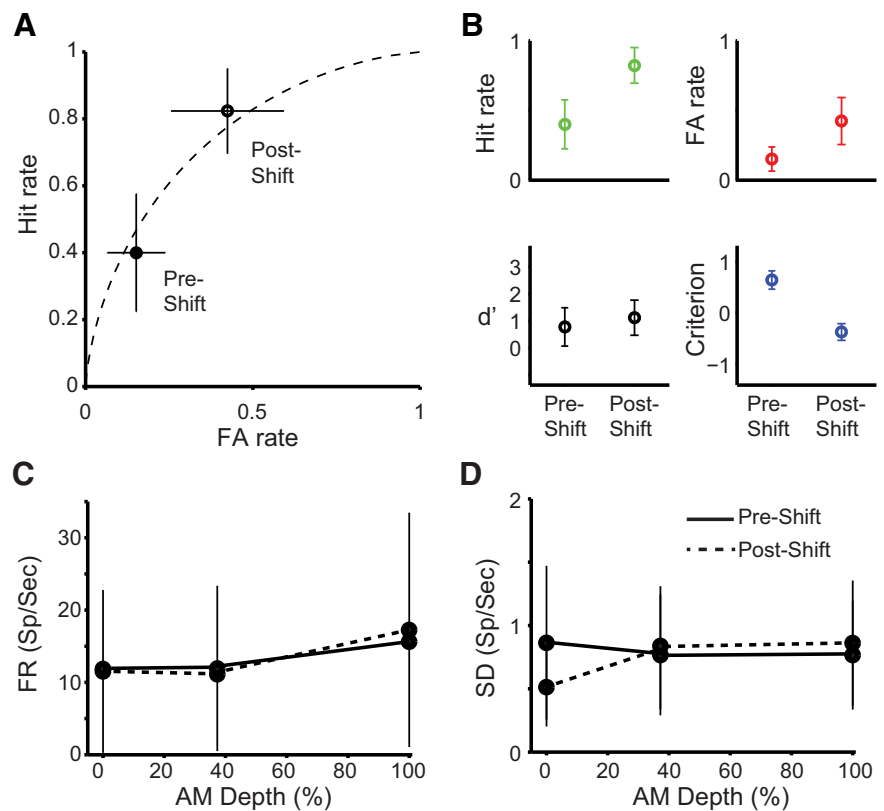 A
Hit rate
1
0.8
0.6
0.4
0.2
0
Post-
Shift
Pre-
Shift
0
0.5
1
FA rate
B
Hit rate
1
0
FA rate
1
0
d'
3
2
1
0
Pre-
Shift
Post-
Shift
Criterion
1
0
−1
Pre-
Shift
Post-
Shift
C
FR (Sp/Sec)
30
20
10
0
0
20
40
60
80
100
AM Depth (%)
D
SD (Sp/Sec)
2
1
0
Pre-Shift
Post-Shift
0
20
40
60
80
100
AM Depth (%)